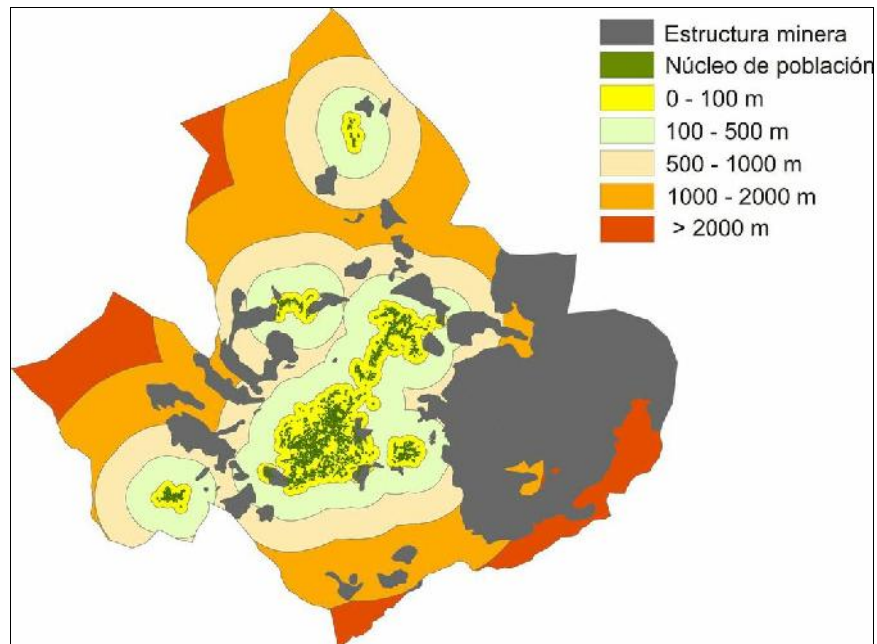 Estructura minera
Núcleo de población
0 - 100 m
100 - 500 m
500 - 1000 m
1000 - 2000 m
> 2000 m